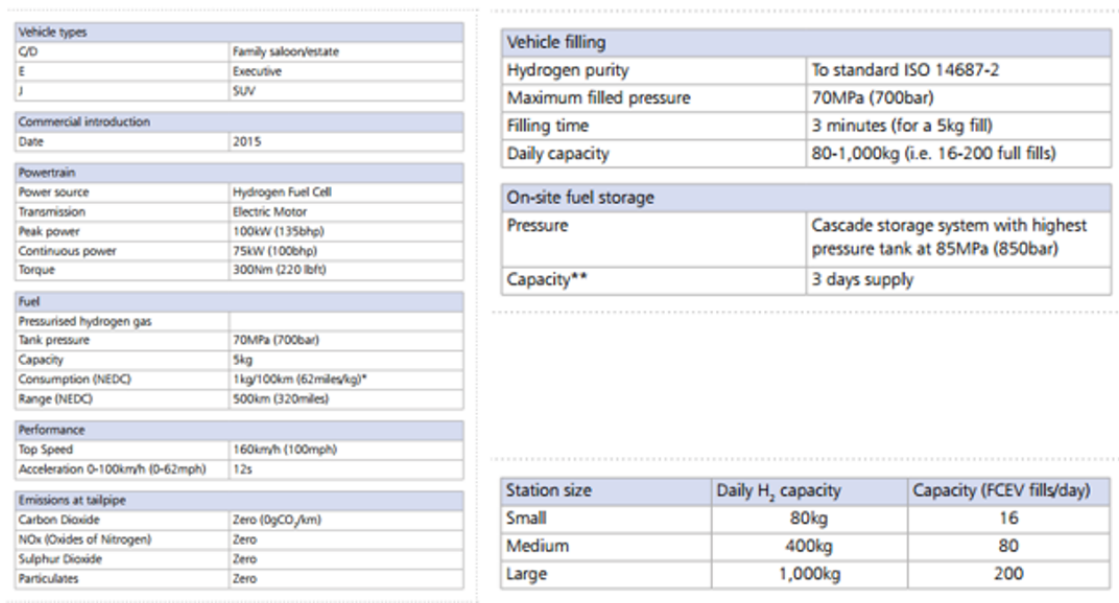 Vehicle types
C/D Family saloon/estate
E Executive
J SUV
Commercial introduction
Date 2015
Powertrain
Power source Hydrogen Fuel Cell
Transmission Electric Motor
Peak power 100kW (135bhp)
Continuous power 75kW (100bhp)
Torque 300Nm (220 lbft)
Fuel
Pressurised hydrogen gas
Tank pressure 70MPa (700bar)
Capacity 5kg
Consumption (NEDC) 1kg/100km (62miles/kg)*
Range (NEDC) 500km (320miles)
Performance
Top Speed 160km/h (100mph)
Acceleration 0-100km/h (0-62mph) 12s
Emissions at tailpipe
Carbon Dioxide Zero (0gCO₂/km)
NOx (Oxides of Nitrogen) Zero
Sulphur Dioxide Zero
Particulates Zero
Vehicle filling
Hydrogen purity To standard ISO 14687-2
Maximum filled pressure 70MPa (700bar)
Filling time 3 minutes (for a 5kg fill)
Daily capacity 80-1,000kg (i.e. 16-200 full fills)
On-site fuel storage
Pressure Cascade storage system with highest
pressure tank at 85MPa (850bar)
Capacity** 3 days supply
Station size Daily H₂ capacity Capacity (FCEV fills/day)
Small 80kg 16
Medium 400kg 80
Large 1,000kg 200